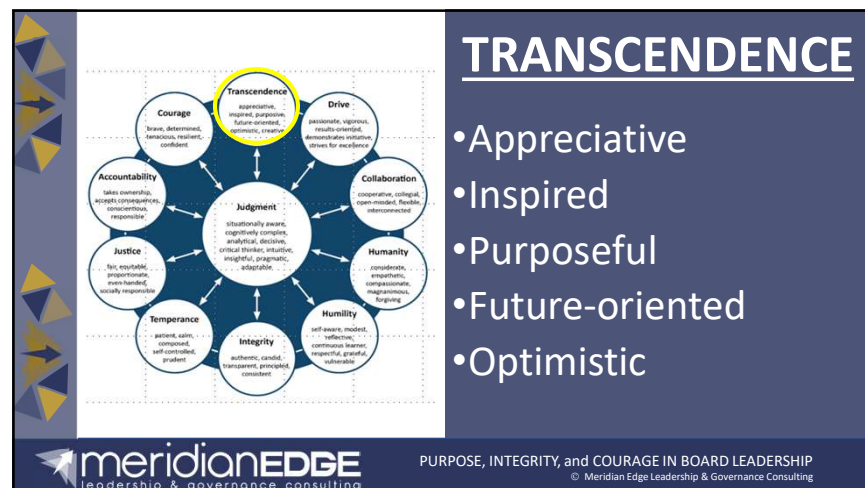 TRANSCENDENCE
•Appreciative
•Inspired
•Purposeful
•Future-oriented
•Optimistic
Transcendence
appreciative,
inspired, purposive,
future-oriented,
optimistic, creative
Drive
passionate, vigorous,
results-oriented,
demonstrates initiative,
strives for excellence
Collaboration
cooperative, collegial,
open-minded, flexible,
interconnected
Humanity
considerate,
empathetic,
compassionate,
magnanimous,
forgiving
Humility
self-aware, modest,
reflective,
continuous learner,
respectful, grateful,
vulnerable
Integrity
authentic, candid,
transparent, principled,
consistent
Temperance
patient, calm,
composed,
self-controlled,
prudent
Justice
fair, equitable,
proportionate,
even-handed,
socially responsible
Accountability
takes ownership,
accepts consequences,
conscientious,
responsible
Courage
brave, determined,
tenacious, resilient,
confident
Judgment
situationally aware,
cognitively complex,
analytical, decisive,
critical thinker, intuitive,
insightful, pragmatic,
adaptable
meridianEDGE
leadership & governance consulting
PURPOSE, INTEGRITY, and COURAGE IN BOARD LEADERSHIP
© Meridian Edge Leadership & Governance Consulting